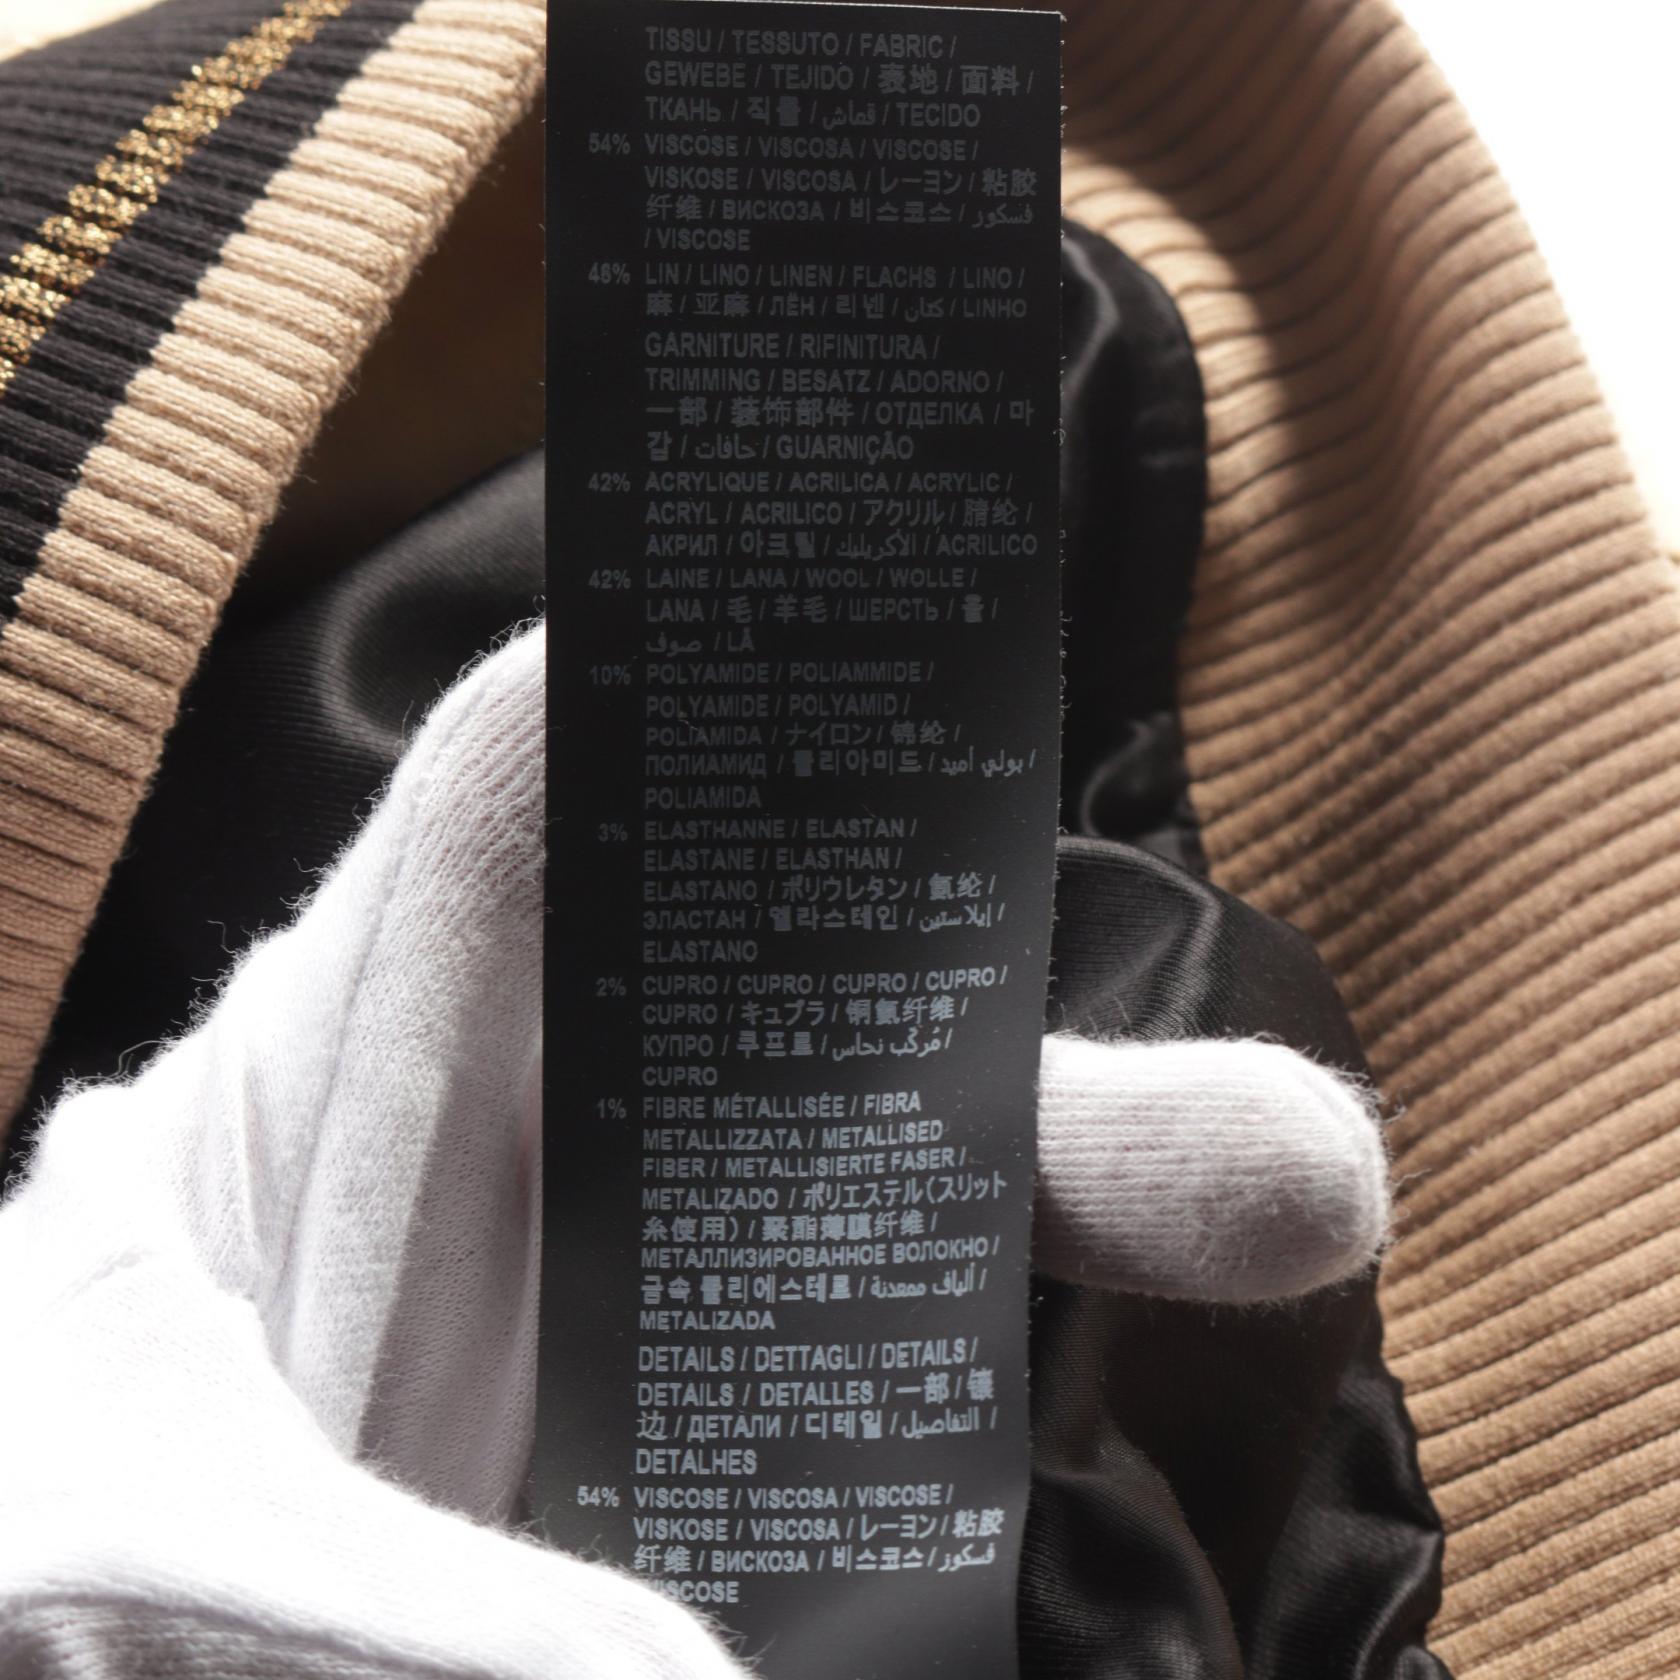 TISSU / TESSUTO / FABRIC /
GEWEBE / TEJIDO / 表地 / 面料 /
ТКАНЬ / 직물 / قماش / TECIDO
54% VISCOSE / VISCOSA / VISCOSE /
VISKOSE / VISCOSA / レーヨン / 粘胶
纤维 / ВИСКОЗА / 비스코스 / فسكور
/ VISCOSE
46% LIN / LINO / LINEN / FLACHS / LINO /
麻 / 亚麻 / ЛЁН / 리넨 / كتان / LINHO
GARNITURE / RIFINITURA /
TRIMMING / BESATZ / ADORNO /
一部 / 装饰部件 / ОТДЕЛКА / 마
감 / حافات / GUARNIÇÃO
42% ACRYLIQUE / ACRILICA / ACRYLIC /
ACRYL / ACRILICO / アクリル / 腈纶 /
АКРИЛ / 아크릴 / الأكريليك / ACRILICO
42% LAINE / LANA / WOOL / WOLLE /
LANA / 毛 / 羊毛 / ШЕРСТЬ / 울 /
صوف / LÃ
10% POLYAMIDE / POLIAMMIDE /
POLYAMIDE / POLYAMID /
POLIAMIDA / ナイロン / 锦纶 /
ПОЛИАМИД / 폴리아미드 / بولي أميد /
POLIAMIDA
3% ELASTHANNE / ELASTAN /
ELASTANE / ELASTHAN /
ELASTANO / ポリウレタン / 氨纶 /
ЭЛАСТАН / 엘라스테인 / إيلاستين /
ELASTANO
2% CUPRO / CUPRO / CUPRO / CUPRO /
CUPRO / キュプラ / 铜氨纤维 /
КУПРО / 쿠프로 / مُركّب نحاس /
CUPRO
1% FIBRE MÉTALLISÉE / FIBRA
METALLIZZATA / METALLISED
FIBER / METALLISIERTE FASER /
METALIZADO / ポリエステル(スリット
糸使用) / 聚酯薄膜纤维 /
МЕТАЛЛИЗИРОВАННОЕ ВОЛОКНО /
금속 폴리에스테르 / ألياف ممعدنة /
METALIZADA
DETAILS / DETTAGLI / DETAILS /
DETAILS / DETALLES / 一部 / 镶
边 / ДЕТАЛИ / 디테일 / التفاصيل /
DETALHES
54% VISCOSE / VISCOSA / VISCOSE /
VISKOSE / VISCOSA / レーヨン / 粘胶
纤维 / ВИСКОЗА / 비스코스 / فسكور
VISCOSE